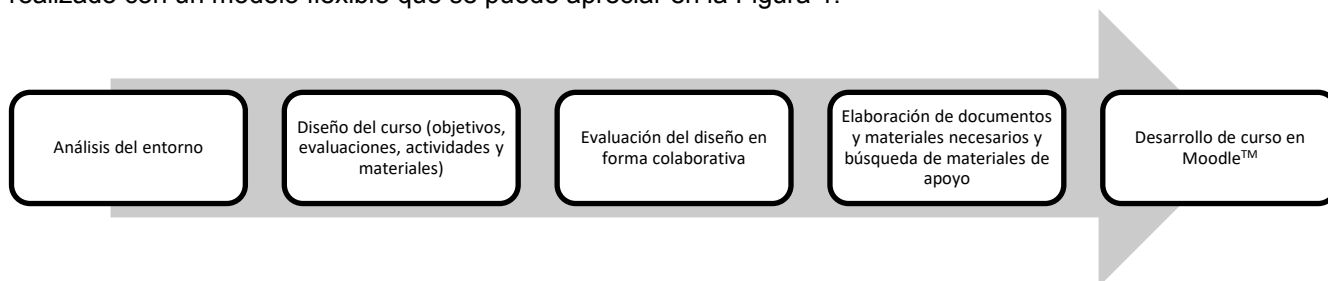 realizado con un modelo flexible que se puede apreciar en la Figura 1.
Análisis del entorno
Diseño del curso (objetivos,
evaluaciones, actividades y
materiales)
Evaluación del diseño en
forma colaborativa
Elaboración de documentos
y materiales necesarios y
búsqueda de materiales de
apoyo
Desarrollo de curso en
Moodle™